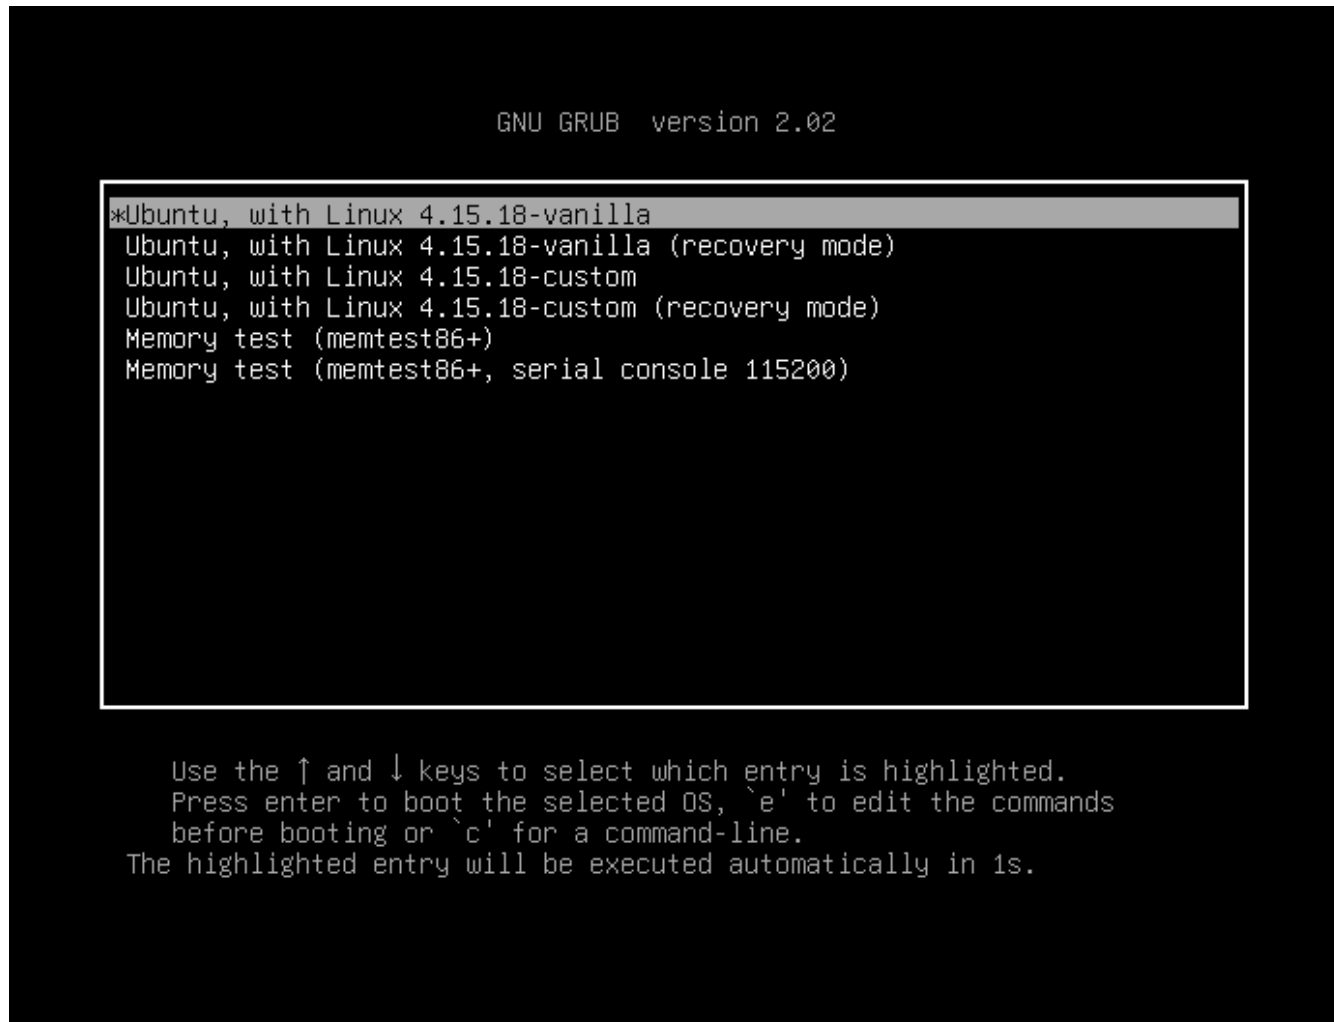 GNU GRUB  version 2.02
*Ubuntu, with Linux 4.15.18-vanilla
Ubuntu, with Linux 4.15.18-vanilla (recovery mode)
Ubuntu, with Linux 4.15.18-custom
Ubuntu, with Linux 4.15.18-custom (recovery mode)
Memory test (memtest86+)
Memory test (memtest86+, serial console 115200)
Use the ↑ and ↓ keys to select which entry is highlighted.
Press enter to boot the selected OS, `e' to edit the commands
before booting or `c' for a command-line.
The highlighted entry will be executed automatically in 1s.